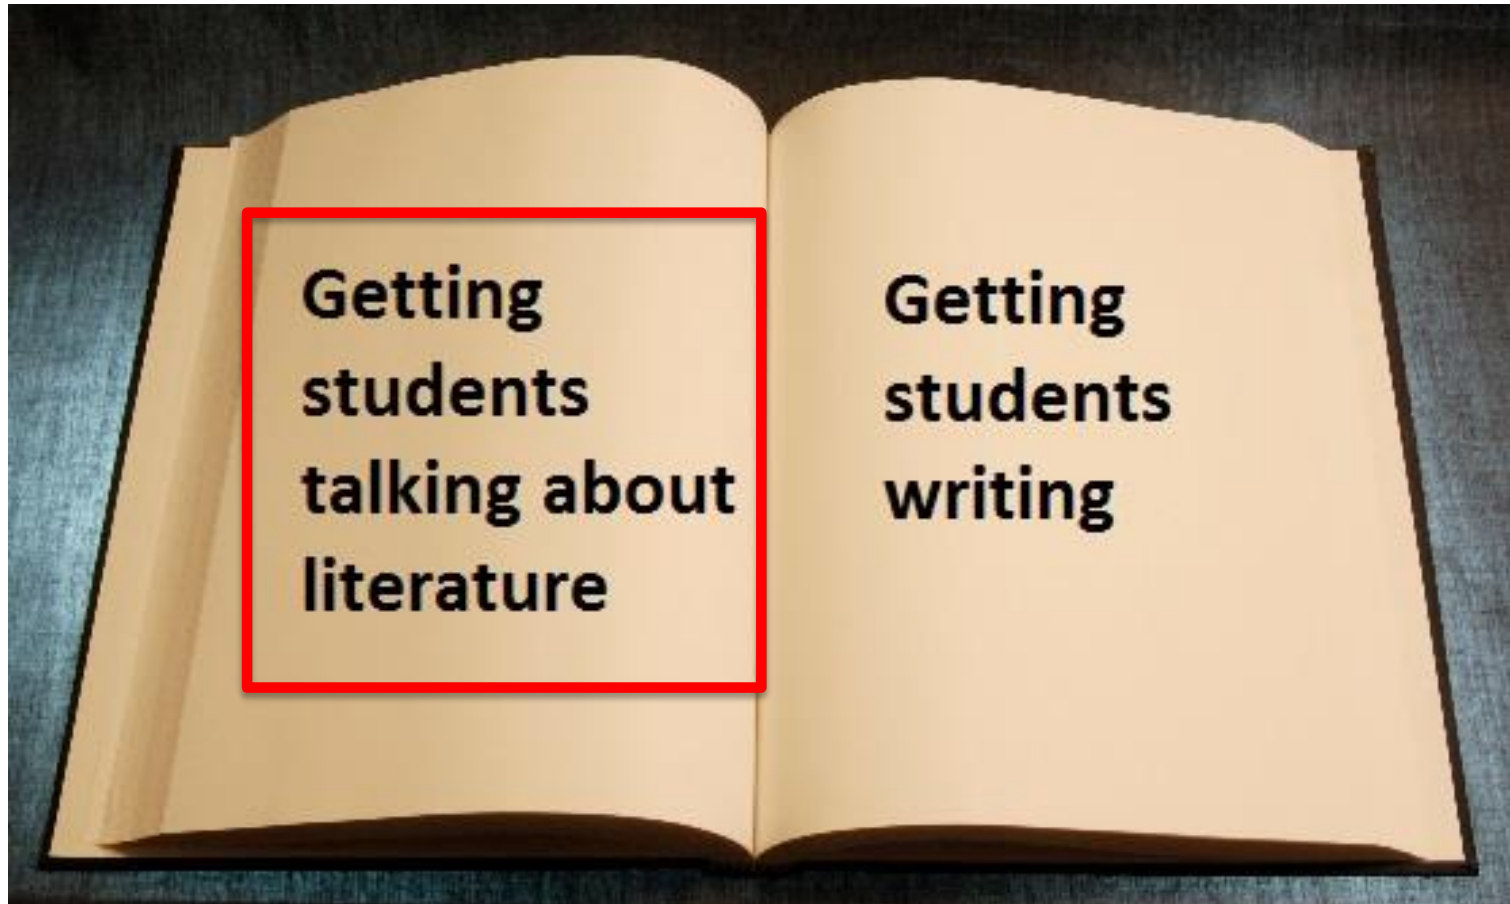 Getting
students
talking about
literature
Getting
students
writing